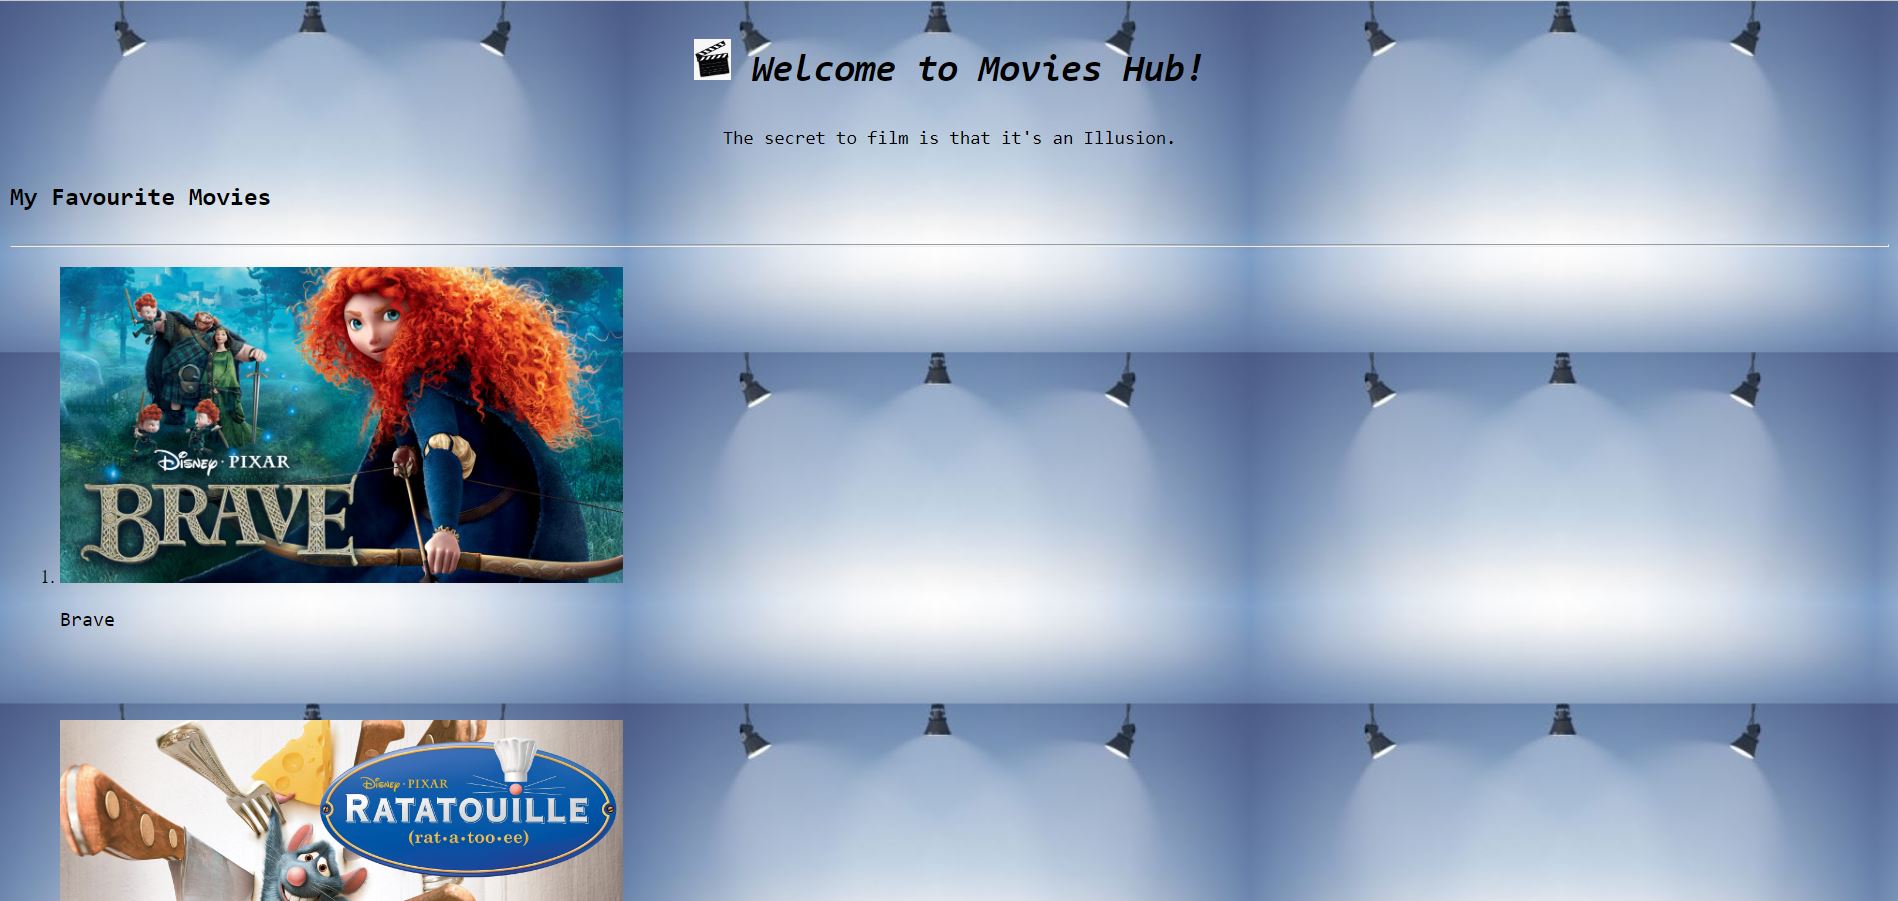 Welcome to Movies Hub!
The secret to film is that it's an Illusion.
My Favourite Movies
Disney · PIXAR
BRAVE
1.
Brave
Disney · PIXAR
RATATOUILLE
(rat•a•too•ee)